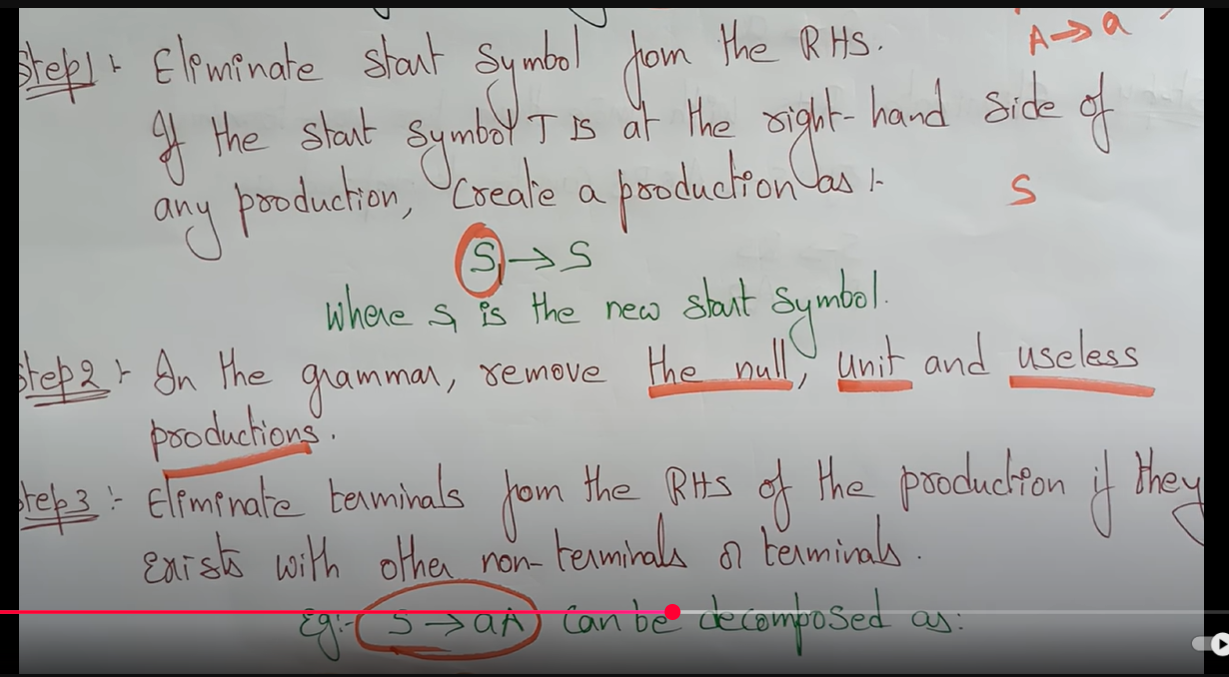 A → a
Step1:- Eliminate start Symbol from the RHS.
If the start symbol T is at the right-hand side of
any production, Create a production as :-
S
S₁ → S
Where S₁ is the new start Symbol.
Step2:- In the grammar, remove the null, unit and useless
productions.
Step3:- Eliminate terminals from the RHS of the production if they
exists with other non-terminals or terminals.
Eg:- S → aA Can be decomposed as: